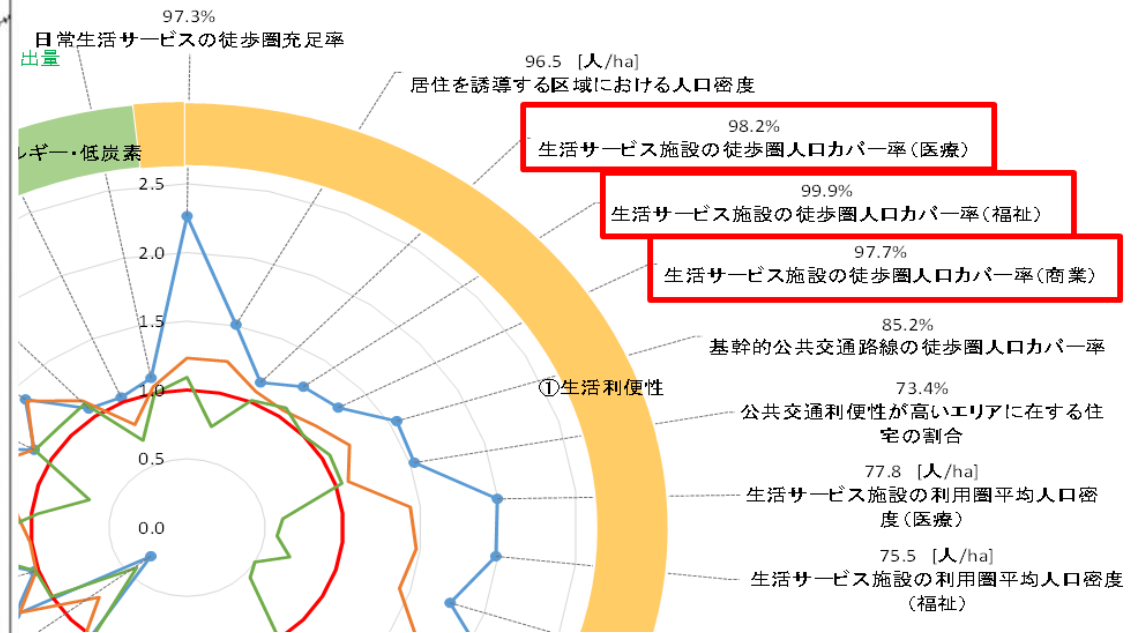 97.3%
日常生活サービスの徒歩圏充足率
出量
96.5 [人/ha]
居住を誘導する区域における人口密度
98.2%
生活サービス施設の徒歩圏人口カバー率(医療)
99.9%
生活サービス施設の徒歩圏人口カバー率(福祉)
97.7%
生活サービス施設の徒歩圏人口カバー率(商業)
85.2%
基幹的公共交通路線の徒歩圏人口カバー率
①生活利便性
73.4%
公共交通利便性が高いエリアに在する住
宅の割合
77.8 [人/ha]
生活サービス施設の利用圏平均人口密
度(医療)
75.5 [人/ha]
生活サービス施設の利用圏平均人口密度
(福祉)
ルギー・低炭素
2.5
2.0
1.5
1.0
0.5
0.0